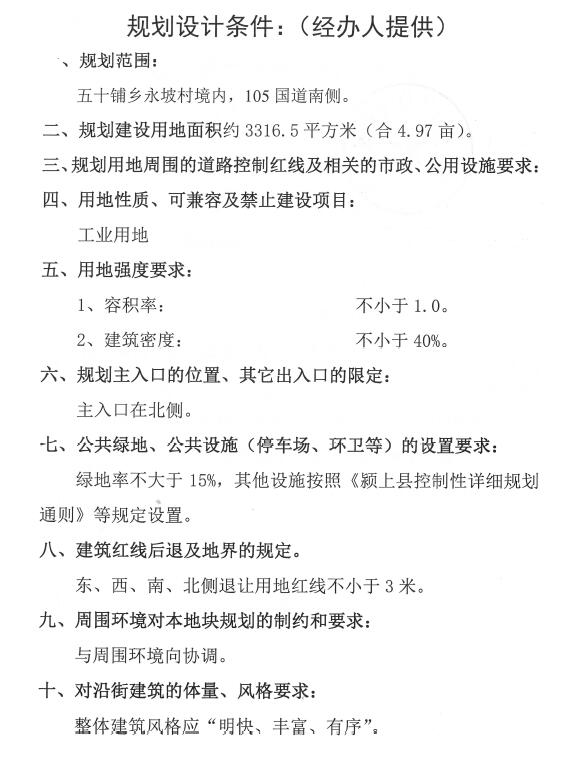 规划设计条件：（经办人提供）
、规划范围：
五十铺乡永坡村境内，105 国道南侧。
二、规划建设用地面积约 3316.5 平方米（合 4.97 亩）。
三、规划用地周围的道路控制红线及相关的市政、公用设施要求：
四、用地性质、可兼容及禁止建设项目：
工业用地
五、用地强度要求：
1、容积率： 不小于 1.0。
2、建筑密度： 不小于 40%。
六、规划主入口的位置、其它出入口的限定：
主入口在北侧。
七、公共绿地、公共设施（停车场、环卫等）的设置要求：
绿地率不大于 15%，其他设施按照《颍上县控制性详细规划
通则》等规定设置。
八、建筑红线后退及地界的规定。
东、西、南、北侧退让用地红线不小于 3 米。
九、周围环境对本地块规划的制约和要求：
与周围环境向协调。
十、对沿街建筑的体量、风格要求：
整体建筑风格应“明快、丰富、有序”。